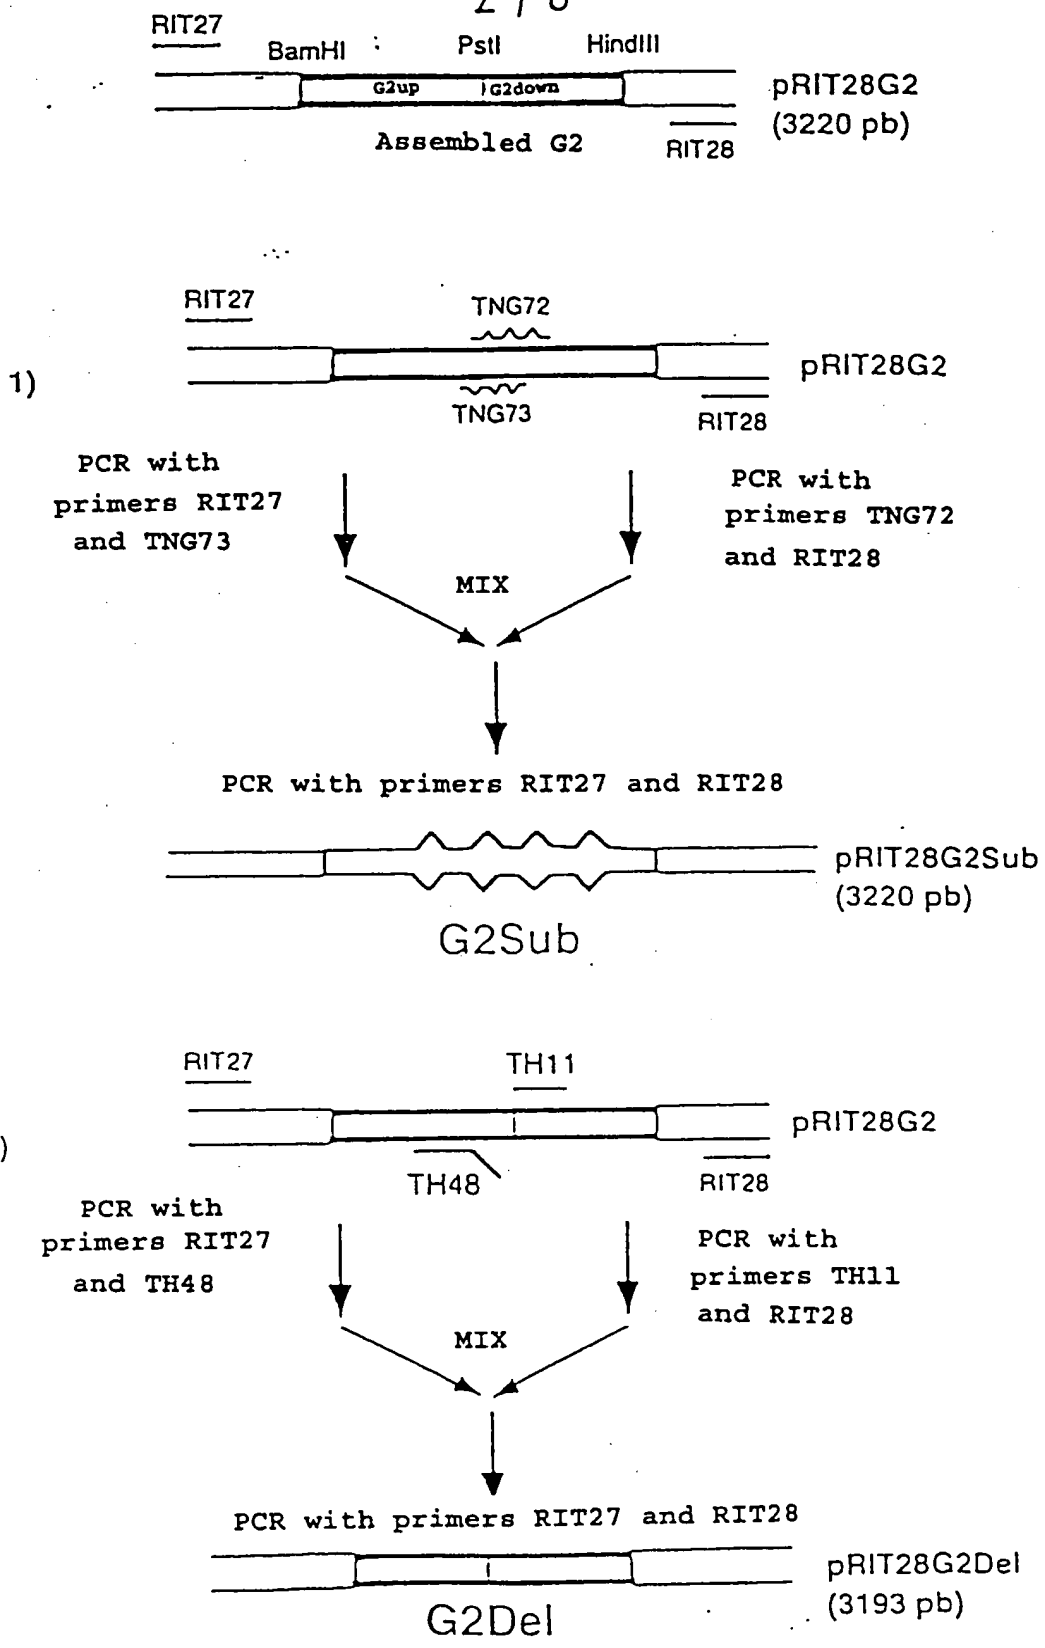 2/8
RIT27
BamHI PstI HindIII
G2up G2down
pRIT28G2
(3220 pb)
Assembled G2
RIT28
RIT27
TNG72
1)
pRIT28G2
TNG73
RIT28
PCR with
primers RIT27
and TNG73
PCR with
primers TNG72
and RIT28
MIX
PCR with primers RIT27 and RIT28
pRIT28G2Sub
(3220 pb)
G2Sub
RIT27
TH11
)
pRIT28G2
TH48
RIT28
PCR with
primers RIT27
and TH48
PCR with
primers TH11
and RIT28
MIX
PCR with primers RIT27 and RIT28
pRIT28G2Del
(3193 pb)
G2Del